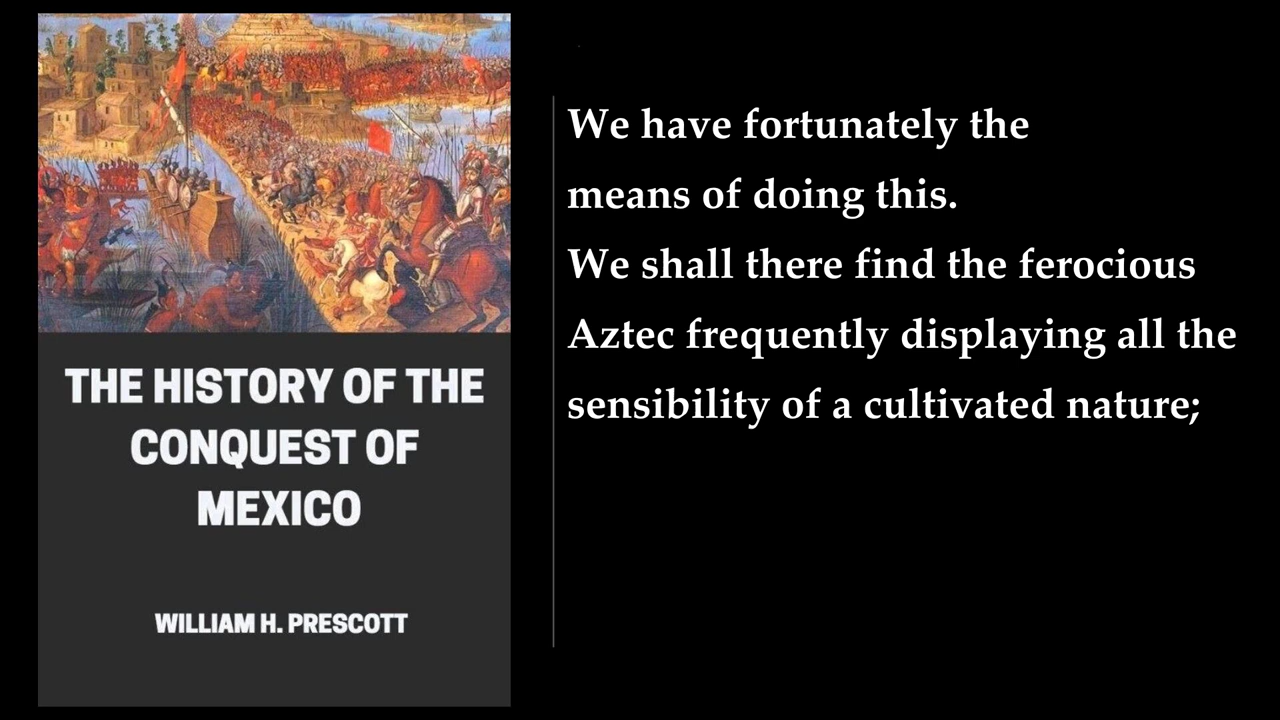 THE HISTORY OF THE
CONQUEST OF
MEXICO
WILLIAM H. PRESCOTT
We have fortunately the
means of doing this.
We shall there find the ferocious
Aztec frequently displaying all the
sensibility of a cultivated nature;